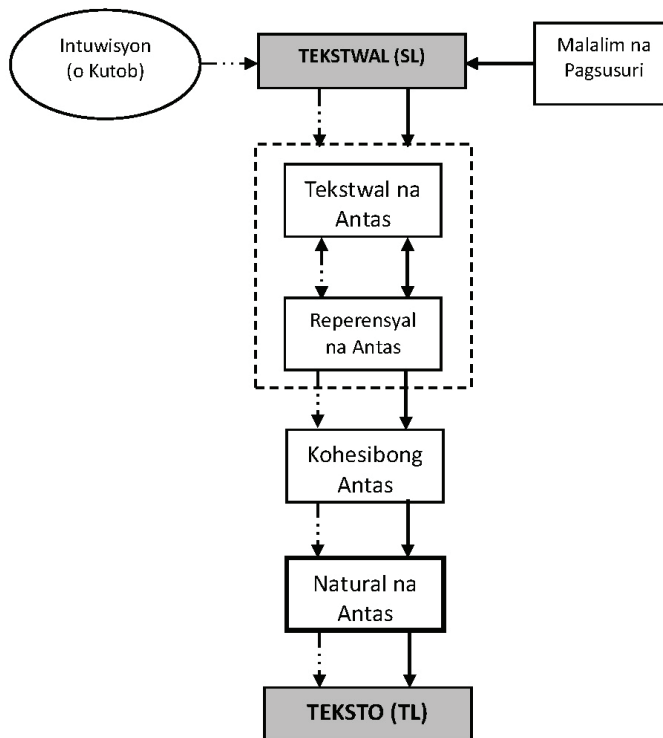 Intuwisyon
(o Kutob)
TEKSTWAL (SL)
Malalim na
Pagsusuri
Tekstwal na
Antas
Reperensyal
na Antas
Kohesibong
Antas
Natural na
Antas
TEKSTO (TL)